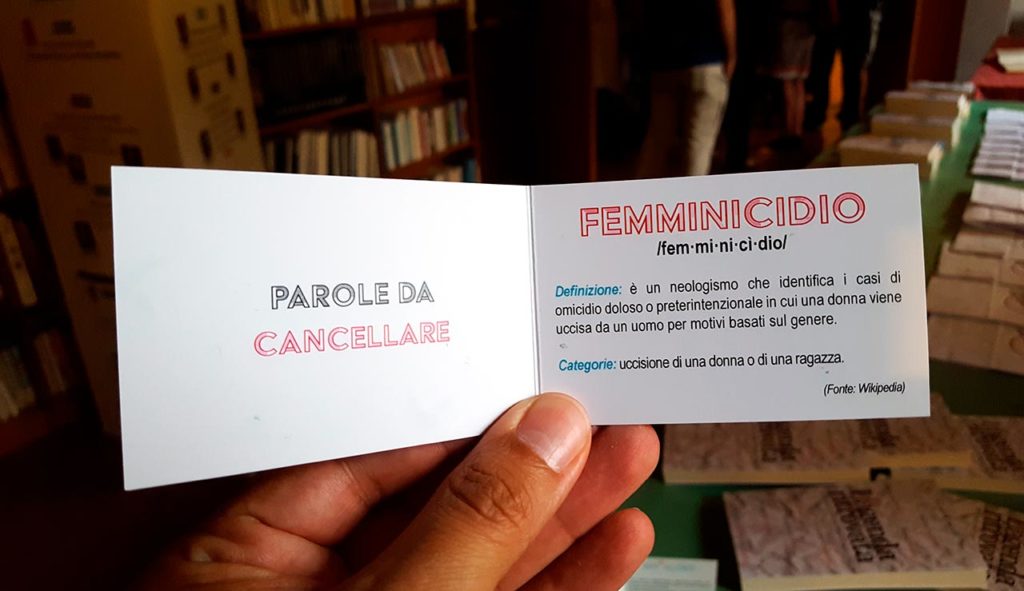 PAROLE DA
CANCELLARE
FEMMINICIDIO
/fem·mi·ni·cì·dio/
Definizione: è un neologismo che identifica i casi di
omicidio doloso o preterintenzionale in cui una donna viene
uccisa da un uomo per motivi basati sul genere.
Categorie: uccisione di una donna o di una ragazza.
(Fonte: Wikipedia)